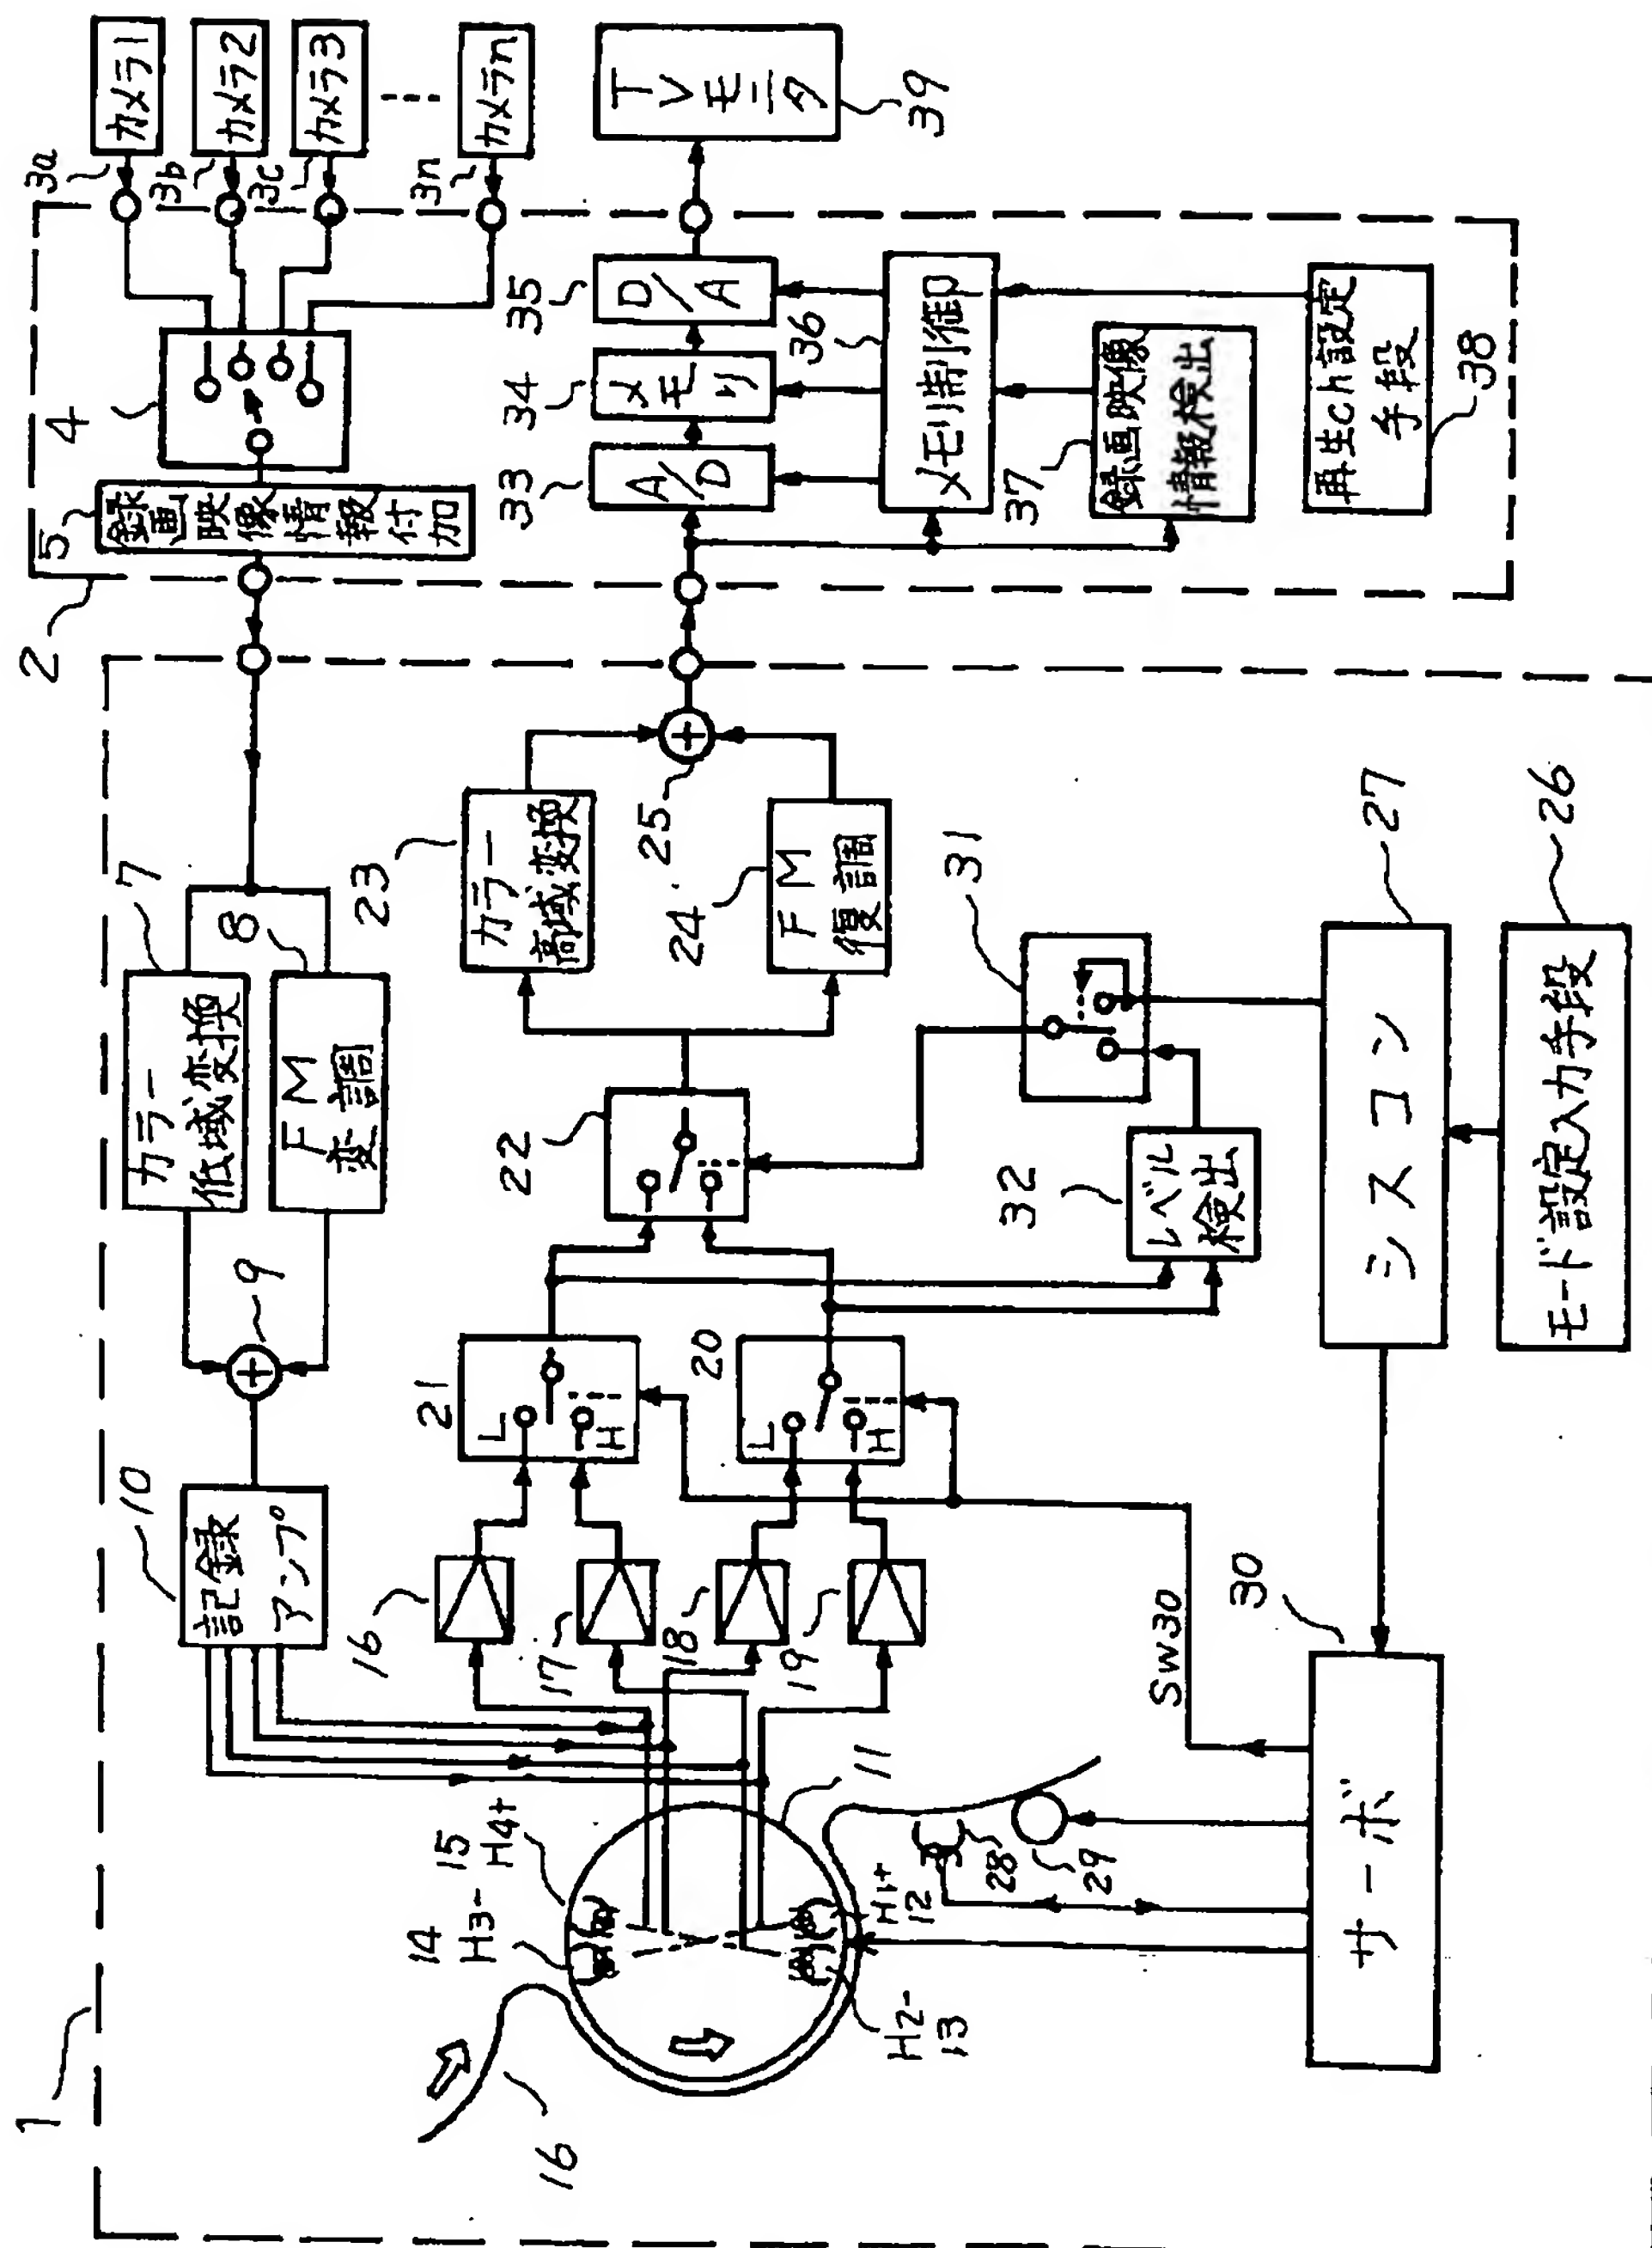 1
2
10
記録
アンプ
9
7
カラー
低域変換
8
FM
変調
5
録画映像情報付加
4
3a
カメラ1
3b
カメラ2
3c
カメラ3
3n
カメラn
16
14
H3-
15
H4+
11
H2-
13
H1+
12
28
29
16
17
18
19
21
L
H
20
L
H
22
23
カラー
高域変換
24
FM
復調
25
33
A/D
34
メモリ
35
D/A
TVモニタ
39
36
メモリ制御
37
録画映像
情報検出
再生ch設定
手段
38
31
32
レベル
検出
SW30
30
サーボ
27
シスコン
26
モード設定入力手段